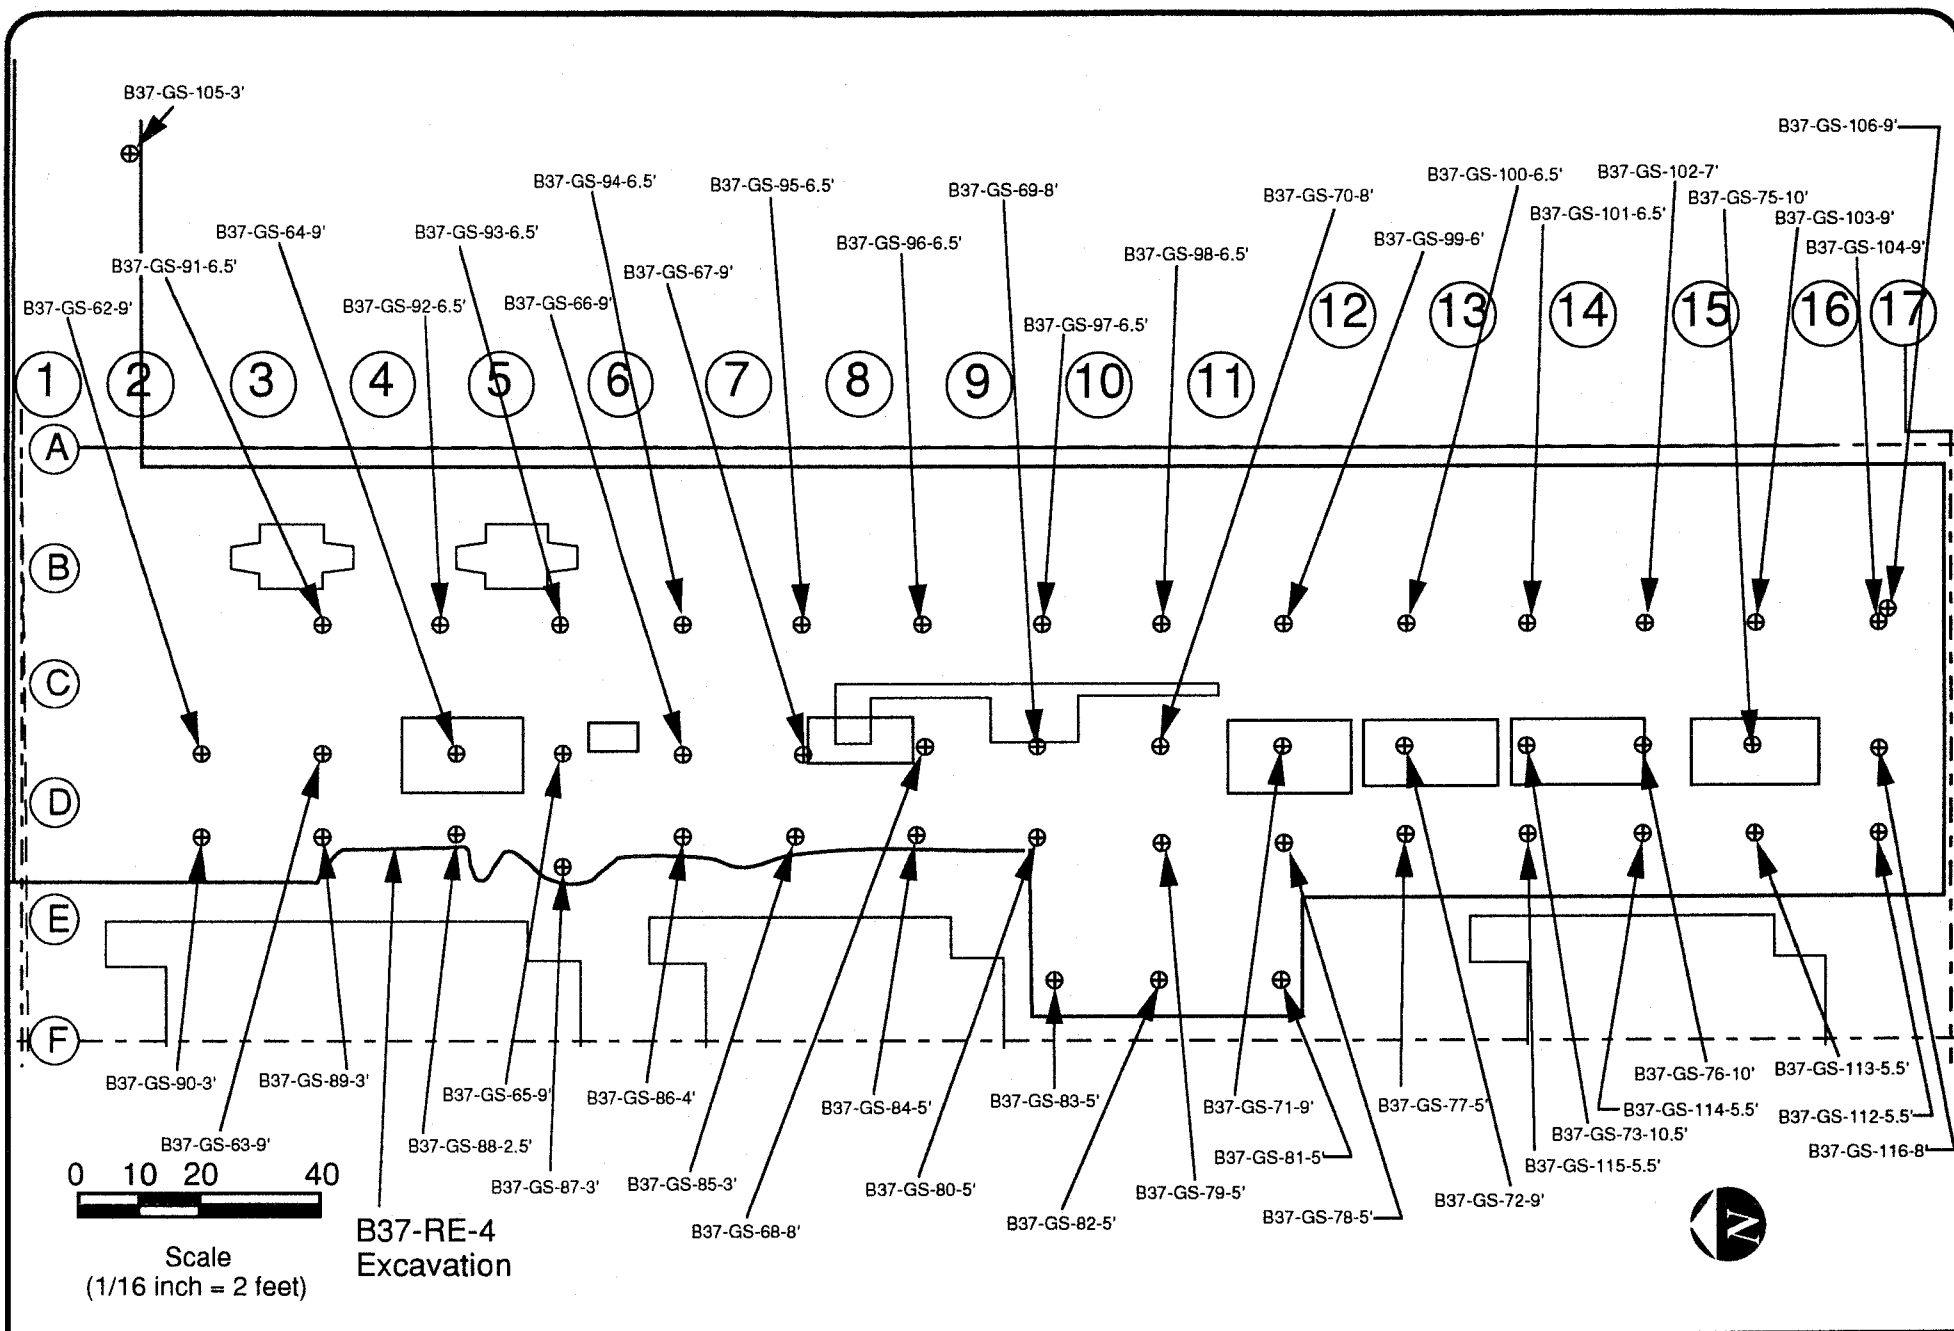 B37-GS-105-3'
B37-GS-106-9'
B37-GS-94-6.5'
B37-GS-95-6.5'
B37-GS-69-8'
B37-GS-70-8'
B37-GS-100-6.5'
B37-GS-102-7'
B37-GS-75-10'
B37-GS-101-6.5'
B37-GS-103-9'
B37-GS-64-9'
B37-GS-93-6.5'
B37-GS-96-6.5'
B37-GS-99-6'
B37-GS-104-9'
B37-GS-91-6.5'
B37-GS-67-9'
B37-GS-98-6.5'
B37-GS-62-9'
B37-GS-92-6.5'
B37-GS-66-9'
B37-GS-97-6.5'
12 13 14 15 16 17
1 2 3 4 5 6 7 8 9 10 11
A
B
C
D
E
F
B37-GS-90-3'
B37-GS-89-3'
B37-GS-65-9'
B37-GS-86-4'
B37-GS-84-5'
B37-GS-83-5'
B37-GS-71-9'
B37-GS-77-5'
B37-GS-76-10'
B37-GS-113-5.5'
B37-GS-114-5.5'
B37-GS-112-5.5'
B37-GS-63-9'
B37-GS-88-2.5'
B37-GS-73-10.5'
B37-GS-116-8'
B37-GS-81-5'
B37-GS-115-5.5'
B37-GS-87-3'
B37-GS-85-3'
B37-GS-80-5'
B37-GS-79-5'
B37-GS-72-9'
B37-GS-68-8'
B37-GS-82-5'
B37-GS-78-5'
0 10 20 40
Scale
(1/16 inch = 2 feet)
B37-RE-4
Excavation
N